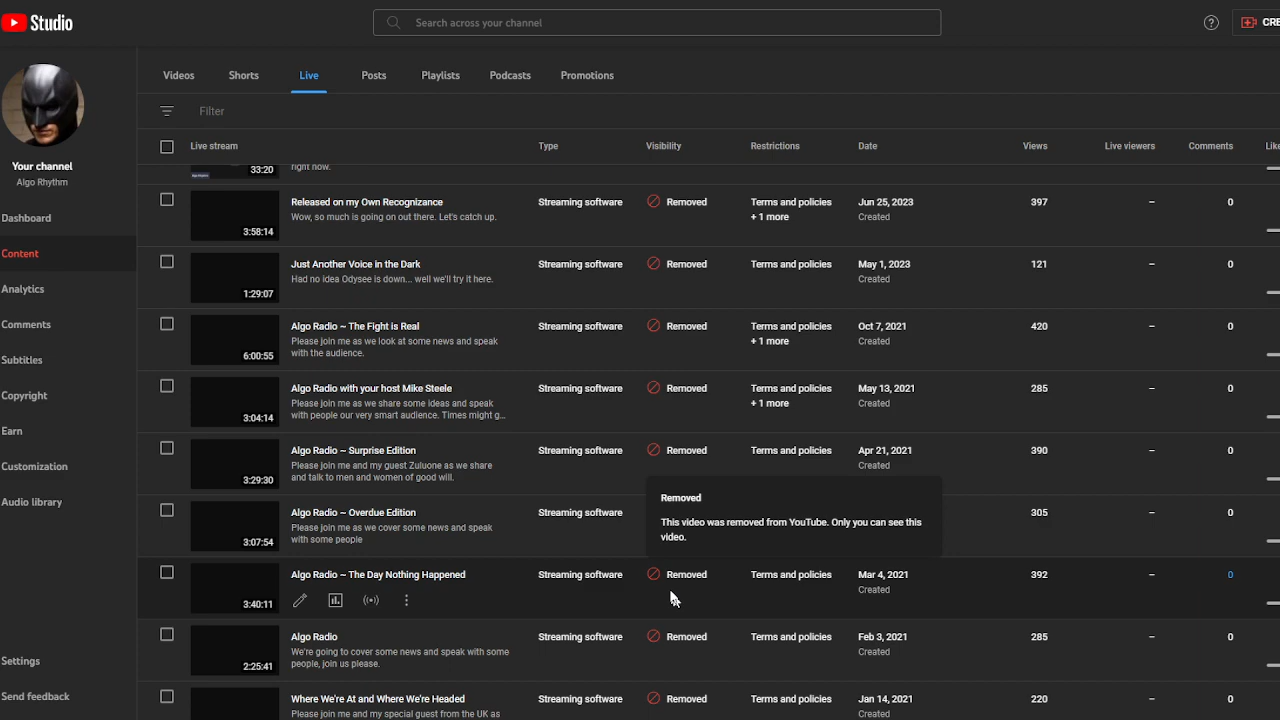 Studio
Search across your channel
CRE
Videos Shorts Live Posts Playlists Podcasts Promotions
Filter
Your channel
Algo Rhythm
Dashboard
Content
Analytics
Comments
Subtitles
Copyright
Earn
Customization
Audio library
Settings
Send feedback
Live stream Type Visibility Restrictions Date Views Live viewers Comments Like
33:20 right now.
Released on my Own Recognizance Streaming software Removed Terms and policies Jun 25, 2023 397 – 0
Wow, so much is going on out there. Let's catch up. + 1 more Created
3:58:14
Just Another Voice in the Dark Streaming software Removed Terms and policies May 1, 2023 121 – 0
Had no idea Odysee is down... well we'll try it here. Created
1:29:07
Algo Radio ~ The Fight is Real Streaming software Removed Terms and policies Oct 7, 2021 420 – 0
Please join me as we look at some news and speak + 1 more Created
with the audience.
6:00:55
Algo Radio with your host Mike Steele Streaming software Removed Terms and policies May 13, 2021 285 – 0
Please join me as we share some ideas and speak + 1 more Created
with people our very smart audience. Times might g...
3:04:14
Algo Radio ~ Surprise Edition Streaming software Removed Terms and policies Apr 21, 2021 390 – 0
Please join me and my guest Zuluone as we share Created
and talk to men and women of good will.
3:29:30
Algo Radio ~ Overdue Edition Streaming software 305 – 0
Please join me as we cover some news and speak
with some people
3:07:54
Removed
This video was removed from YouTube. Only you can see this
video.
Algo Radio ~ The Day Nothing Happened Streaming software Removed Terms and policies Mar 4, 2021 392 – 0
Created
3:40:11
Algo Radio Streaming software Removed Terms and policies Feb 3, 2021 285 – 0
We're going to cover some news and speak with some Created
people, join us please.
2:25:41
Where We're At and Where We're Headed Streaming software Removed Terms and policies Jan 14, 2021 220 – 0
Please join me and my special guest from the UK as Created